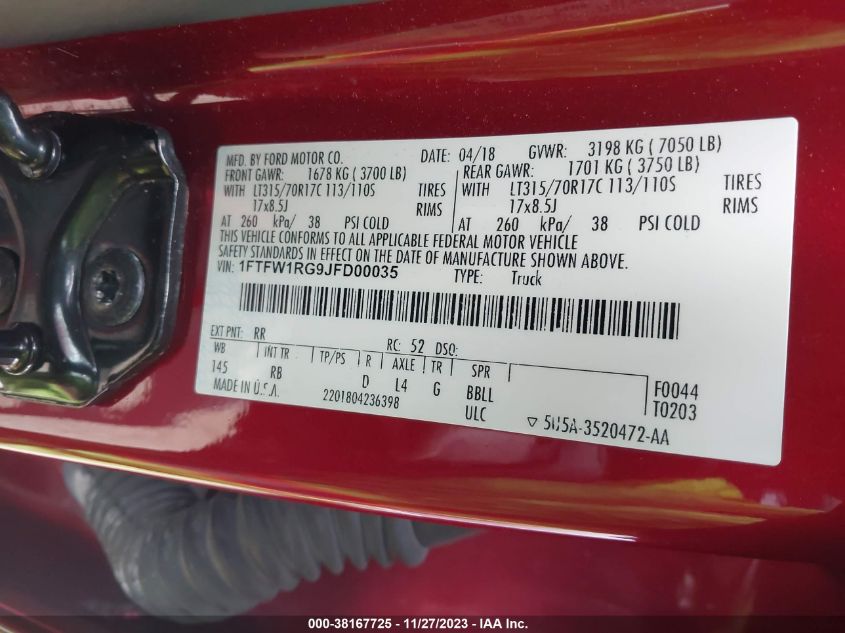 MFD. BY FORD MOTOR CO. DATE: 04/18 GVWR: 3198 KG ( 7050 LB)
FRONT GAWR: 1678 KG ( 3700 LB) REAR GAWR: 1701 KG ( 3750 LB)
WITH LT315/70R17C 113/110S TIRES WITH LT315/70R17C 113/110S TIRES
17x8.5J RIMS 17x8.5J RIMS
AT 260 kPa/ 38 PSI COLD AT 260 kPa/ 38 PSI COLD
THIS VEHICLE CONFORMS TO ALL APPLICABLE FEDERAL MOTOR VEHICLE
SAFETY STANDARDS IN EFFECT ON THE DATE OF MANUFACTURE SHOWN ABOVE.
VIN: 1FTFW1RG9JFD00035 TYPE: Truck
EXT PNT: RR RC: 52 DSO:
WB INT TR TP/PS R AXLE TR SPR
145 RB D L4 G BBLL F0044
MADE IN U.S.A. 2201804236398 ULC T0203
▽ 5U5A-3520472-AA
000-38167725 - 11/27/2023 - IAA Inc.